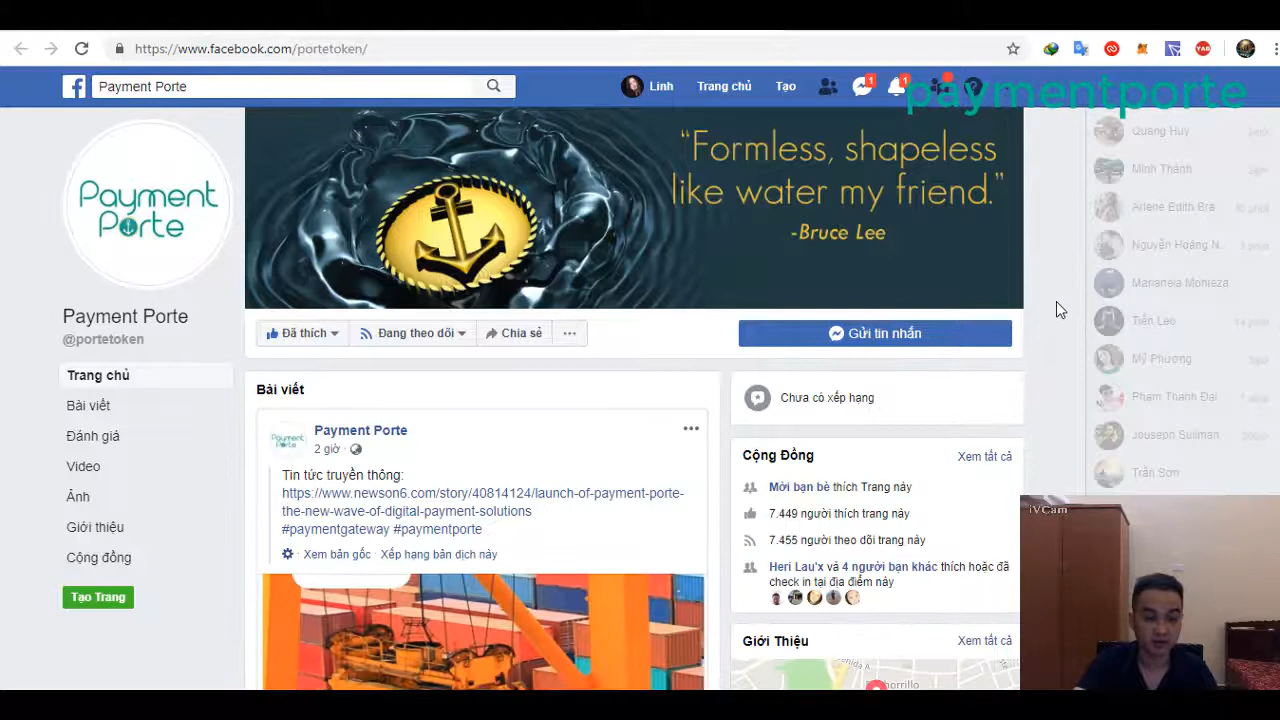 https://www.facebook.com/portetoken/
Payment Porte
Linh
Trang chủ
Tạo
1
1
paymentporte
Payment
Porte
"Formless, shapeless
like water my friend."
-Bruce Lee
Payment Porte
@portetoken
Trang chủ
Bài viết
Đánh giá
Video
Ảnh
Giới thiệu
Cộng đồng
Tạo Trang
Đã thích
Đang theo dõi
Chia sẻ
Gửi tin nhắn
Bài viết
Payment Porte
2 giờ
Tin tức truyền thông:
https://www.newson6.com/story/40814124/launch-of-payment-porte-
the-new-wave-of-digital-payment-solutions
#paymentgateway #paymentporte
Xem bản gốc · Xếp hạng bản dịch này
Chưa có xếp hạng
Cộng Đồng
Xem tất cả
Mời bạn bè thích Trang này
7.449 người thích trang này
7.455 người theo dõi trang này
Heri Lau'x và 4 người bạn khác thích hoặc đã
check in tại địa điểm này
Giới Thiệu
Xem tất cả
Quang Huy
Minh Thành
Arlene Edith Bra
Nguyễn Hoàng N.
Tiến Leo
Mỹ Phương
Phạm Thanh Đại
Jouseph Suliman
Trần Sơn
iVCam